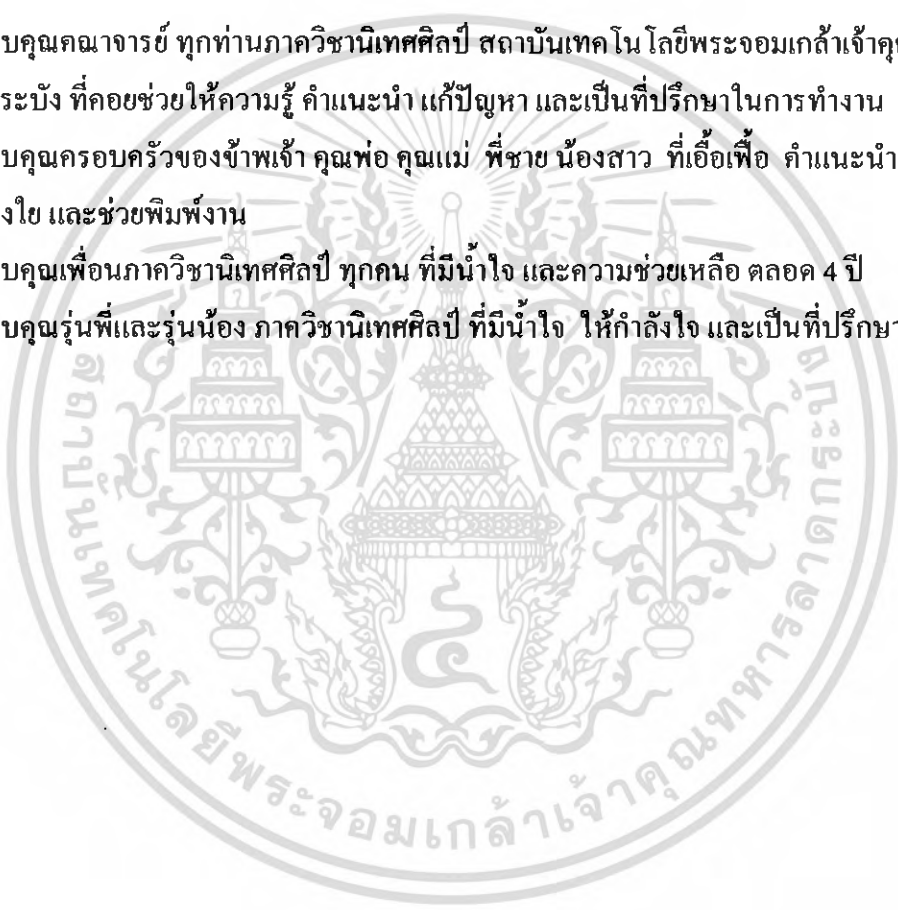 บคุณคณาจารย์ ทุกท่านภาควิชานิเทศศิลป์ สถาบันเทคโนโลยีพระจอมเกล้าเจ้าคุ
ระบัง ที่คอยช่วยให้ความรู้ คำแนะนำ แก้ปัญหา และเป็นที่ปรึกษาในการทำงาน
บคุณครอบครัวของข้าพเจ้า คุณพ่อ คุณแม่ พี่ชาย น้องสาว ที่เอื้อเฟื้อ คำแนะนำ
งใย และช่วยพิมพ์งาน
บคุณเพื่อนภาควิชานิเทศศิลป์ ทุกคน ที่มีน้ำใจ และความช่วยเหลือ ตลอด 4 ปี
บคุณรุ่นพี่และรุ่นน้อง ภาควิชานิเทศศิลป์ ที่มีน้ำใจ ให้กำลังใจ และเป็นที่ปรึกษา
สถาบันเทคโนโลยีพระจอมเกล้าเจ้าคุณทหารลาดกระบัง
๔